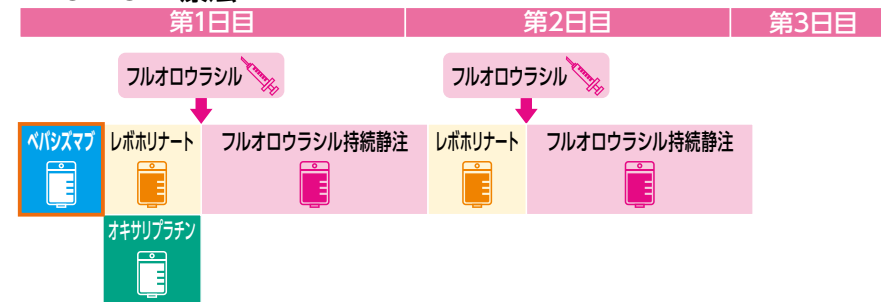 第1日目 第2日目 第3日目
フルオロウラシル フルオロウラシル
ベバシズマブ レボホリナート フルオロウラシル持続静注 レボホリナート フルオロウラシル持続静注
オキサリプラチン